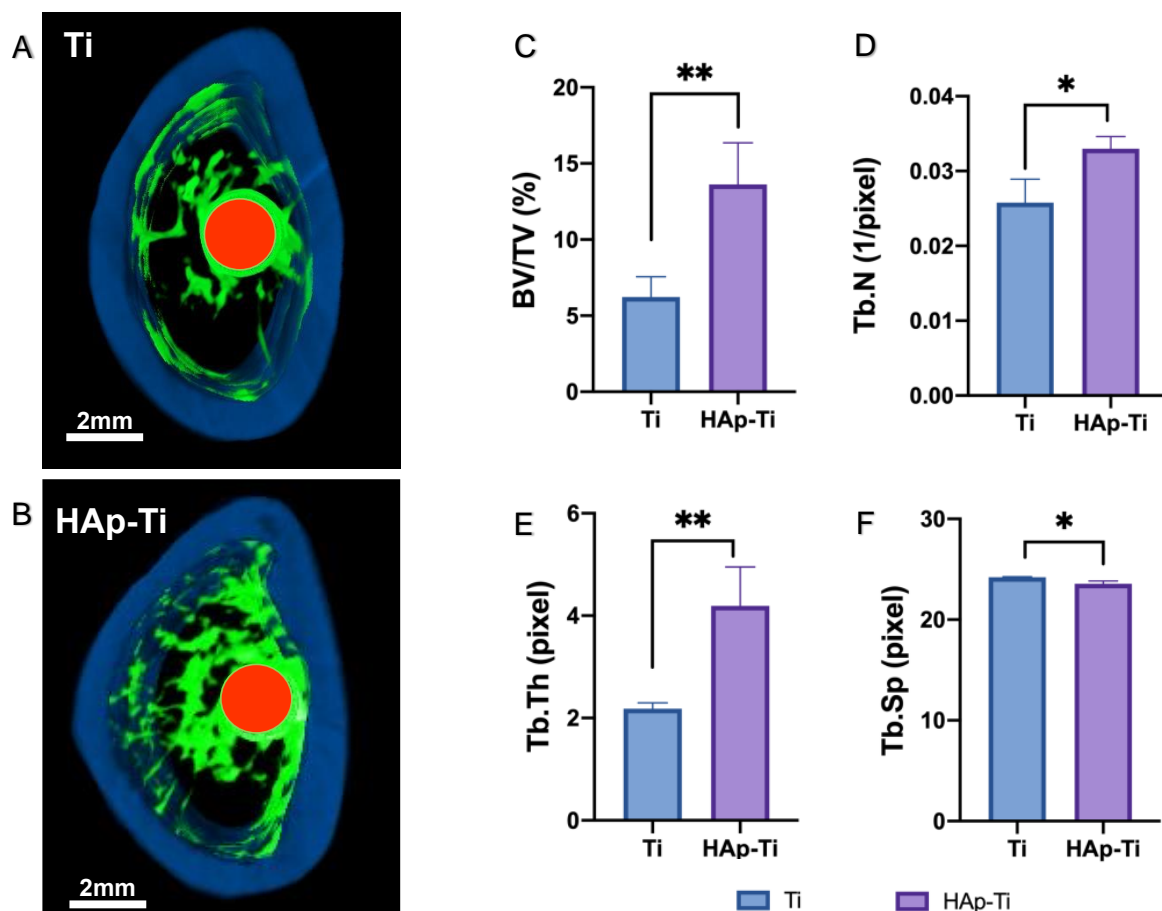 A
Ti
2mm
B
HAp-Ti
2mm
C
**
BV/TV (%)
20
15
10
5
0
Ti HAp-Ti
D
*
Tb.N (1/pixel)
0.04
0.03
0.02
0.01
0.00
Ti HAp-Ti
E
**
Tb.Th (pixel)
6
4
2
0
Ti HAp-Ti
F
*
Tb.Sp (pixel)
30
20
10
0
Ti HAp-Ti
Ti HAp-Ti